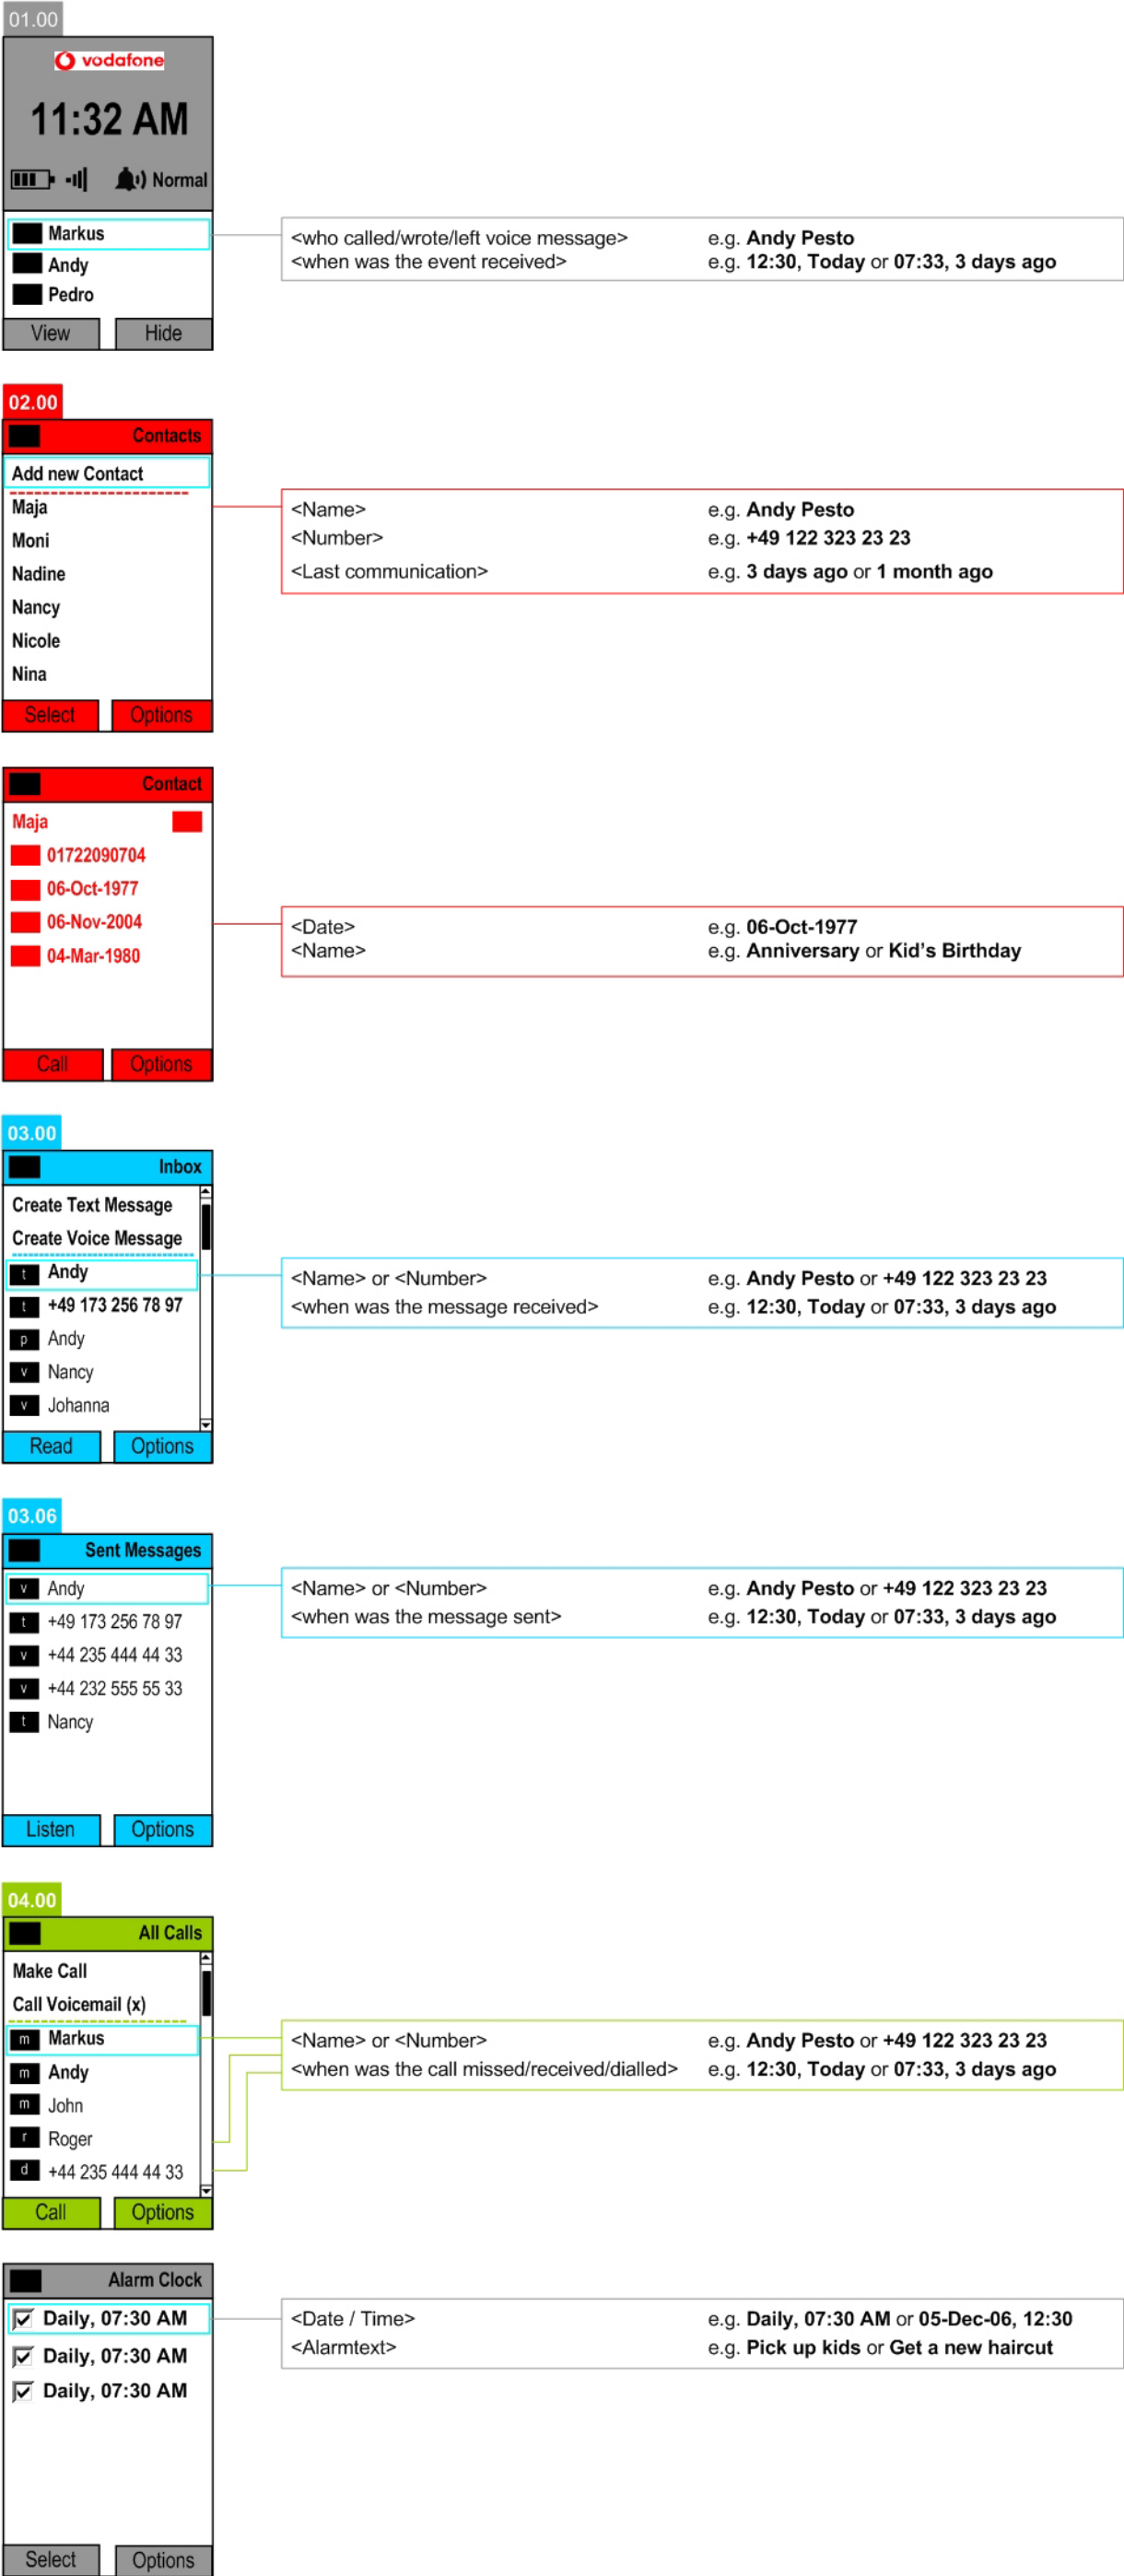 01.00
vodafone
11:32 AM
Normal
Markus
Andy
Pedro
View Hide
<who called/wrote/left voice message> e.g. Andy Pesto
<when was the event received> e.g. 12:30, Today or 07:33, 3 days ago
02.00
Contacts
Add new Contact
Maja
Moni
Nadine
Nancy
Nicole
Nina
Select Options
<Name> e.g. Andy Pesto
<Number> e.g. +49 122 323 23 23
<Last communication> e.g. 3 days ago or 1 month ago
Contact
Maja
01722090704
06-Oct-1977
06-Nov-2004
04-Mar-1980
Call Options
<Date> e.g. 06-Oct-1977
<Name> e.g. Anniversary or Kid’s Birthday
03.00
Inbox
Create Text Message
Create Voice Message
t Andy
t +49 173 256 78 97
p Andy
v Nancy
v Johanna
Read Options
<Name> or <Number> e.g. Andy Pesto or +49 122 323 23 23
<when was the message received> e.g. 12:30, Today or 07:33, 3 days ago
03.06
Sent Messages
v Andy
t +49 173 256 78 97
v +44 235 444 44 33
v +44 232 555 55 33
t Nancy
Listen Options
<Name> or <Number> e.g. Andy Pesto or +49 122 323 23 23
<when was the message sent> e.g. 12:30, Today or 07:33, 3 days ago
04.00
All Calls
Make Call
Call Voicemail (x)
m Markus
m Andy
m John
r Roger
d +44 235 444 44 33
Call Options
<Name> or <Number> e.g. Andy Pesto or +49 122 323 23 23
<when was the call missed/received/dialled> e.g. 12:30, Today or 07:33, 3 days ago
Alarm Clock
Daily, 07:30 AM
Daily, 07:30 AM
Daily, 07:30 AM
Select Options
<Date / Time> e.g. Daily, 07:30 AM or 05-Dec-06, 12:30
<Alarmtext> e.g. Pick up kids or Get a new haircut